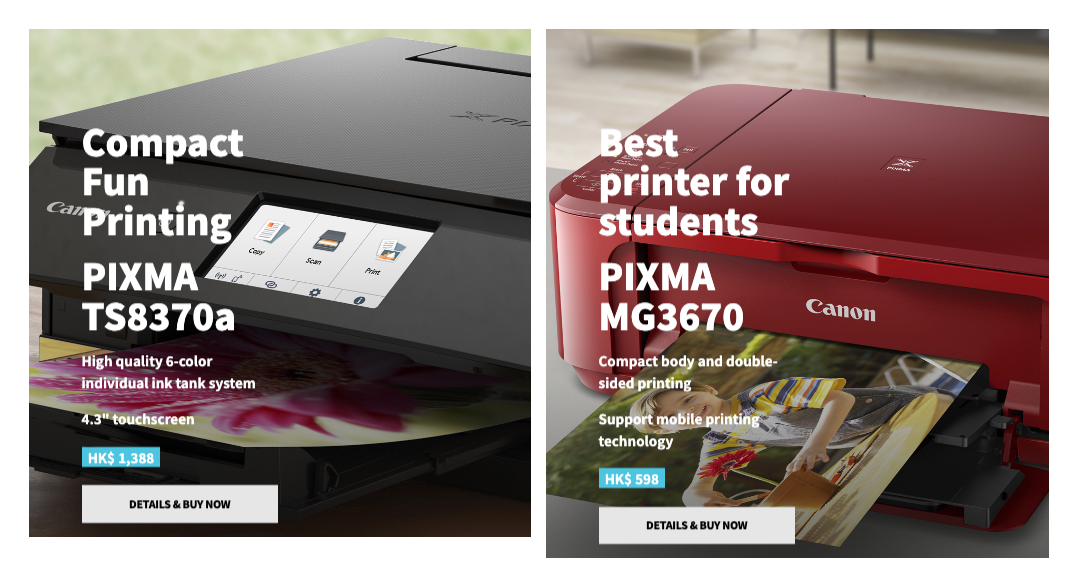 Compact
Fun
Printing
PIXMA
TS8370a
High quality 6-color
individual ink tank system
4.3" touchscreen
HK$ 1,388
DETAILS & BUY NOW
Canon
Copy
Scan
Print
Best
printer for
students
PIXMA
MG3670
Compact body and double-
sided printing
Support mobile printing
technology
HK$ 598
DETAILS & BUY NOW
PIXMA
Canon